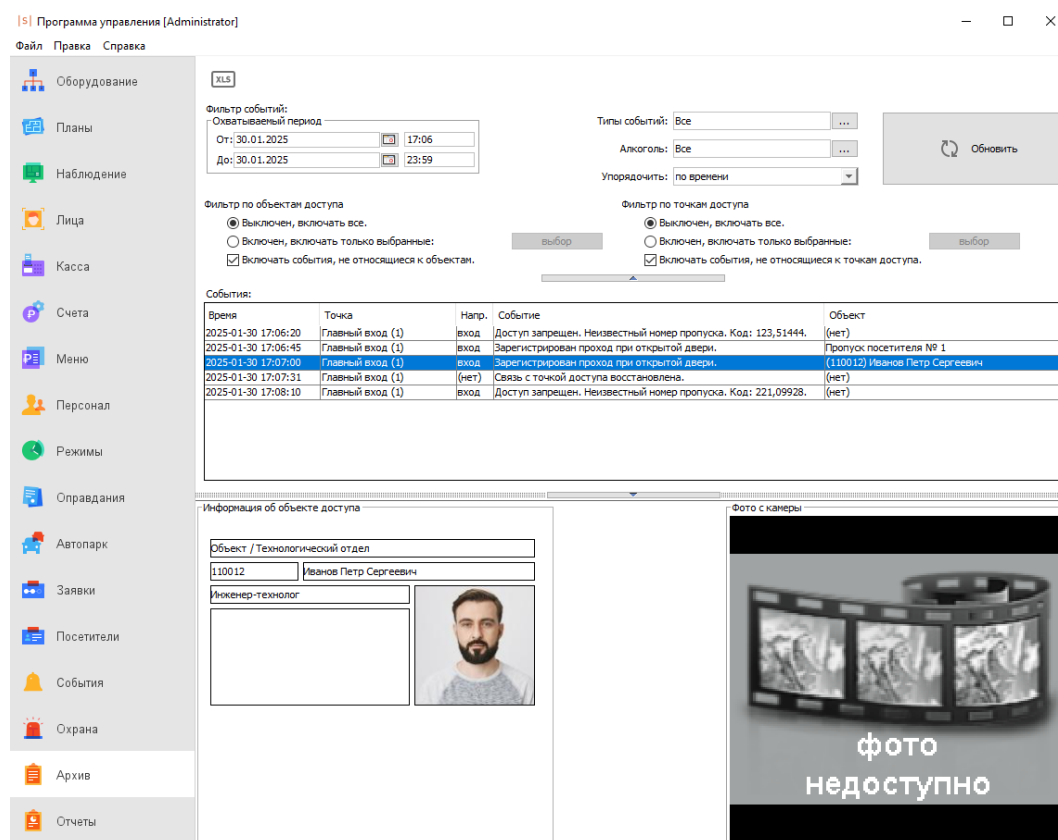 |S| Программа управления [Administrator]
Файл Правка Справка
Оборудование
Планы
Наблюдение
Лица
Касса
Счета
Меню
Персонал
Режимы
Оправдания
Автопарк
Заявки
Посетители
События
Охрана
Архив
Отчеты
XLS
Фильтр событий:
Охватываемый период
От: 30.01.2025 17:06
До: 30.01.2025 23:59
Типы событий: Все ...
Алкоголь: Все ...
Упорядочить: по времени
Обновить
Фильтр по объектам доступа
Выключен, включать все.
Включен, включать только выбранные: выбор
Включать события, не относящиеся к объектам.
Фильтр по точкам доступа
Выключен, включать все.
Включен, включать только выбранные: выбор
Включать события, не относящиеся к точкам доступа.
События:
Время Точка Напр. Событие Объект
2025-01-30 17:06:20 Главный вход (1) вход Доступ запрещен. Неизвестный номер пропуска. Код: 123,51444. (нет)
2025-01-30 17:06:45 Главный вход (1) вход Зарегистрирован проход при открытой двери. Пропуск посетителя № 1
2025-01-30 17:07:00 Главный вход (1) вход Зарегистрирован проход при открытой двери. (110012) Иванов Петр Сергеевич
2025-01-30 17:07:31 Главный вход (1) (нет) Связь с точкой доступа восстановлена. (нет)
2025-01-30 17:08:10 Главный вход (1) вход Доступ запрещен. Неизвестный номер пропуска. Код: 221,09928. (нет)
Информация об объекте доступа
Объект / Технологический отдел
110012 Иванов Петр Сергеевич
Инженер-технолог
Фото с камеры
фото
недоступно